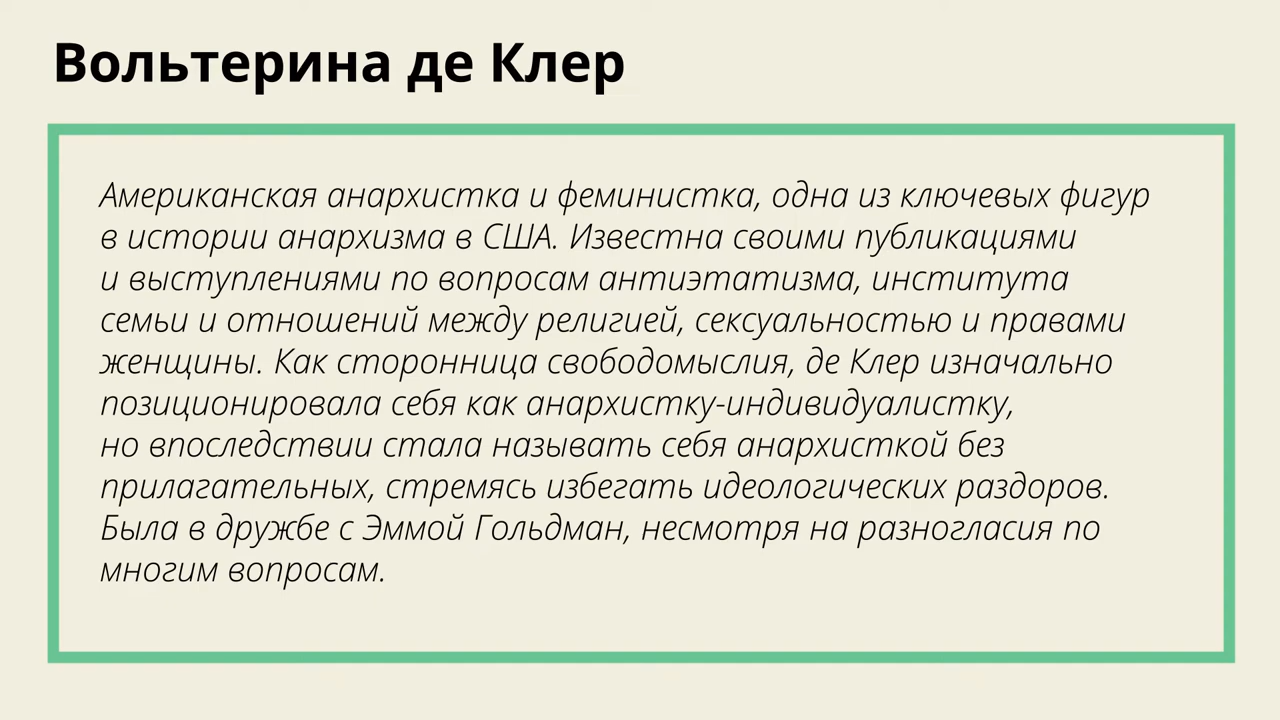 Вольтерина де Клер
Американская анархистка и феминистка, одна из ключевых фигур
в истории анархизма в США. Известна своими публикациями
и выступлениями по вопросам антиэтатизма, института
семьи и отношений между религией, сексуальностью и правами
женщины. Как сторонница свободомыслия, де Клер изначально
позиционировала себя как анархистку-индивидуалистку,
но впоследствии стала называть себя анархисткой без
прилагательных, стремясь избегать идеологических раздоров.
Была в дружбе с Эммой Гольдман, несмотря на разногласия по
многим вопросам.